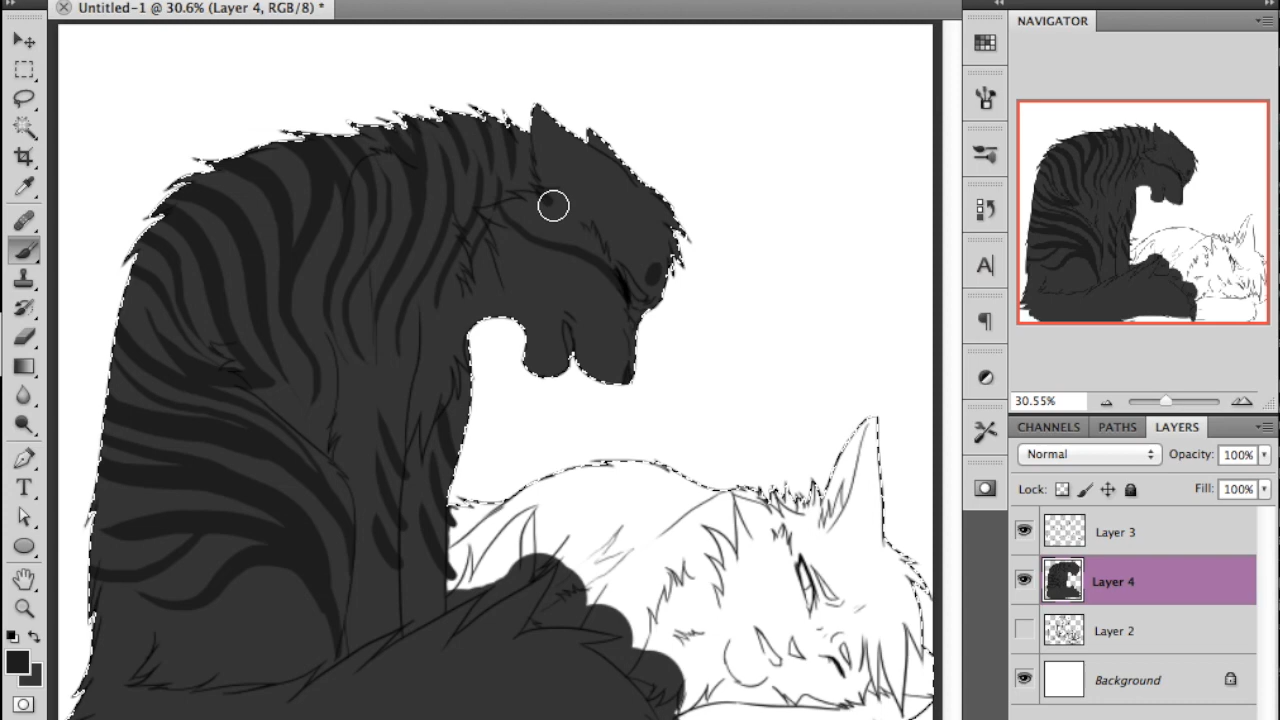 Untitled-1 @ 30.6% (Layer 4, RGB/8) *
NAVIGATOR
30.55%
CHANNELS PATHS LAYERS
Normal Opacity: 100%
Lock: Fill: 100%
Layer 3
Layer 4
Layer 2
Background